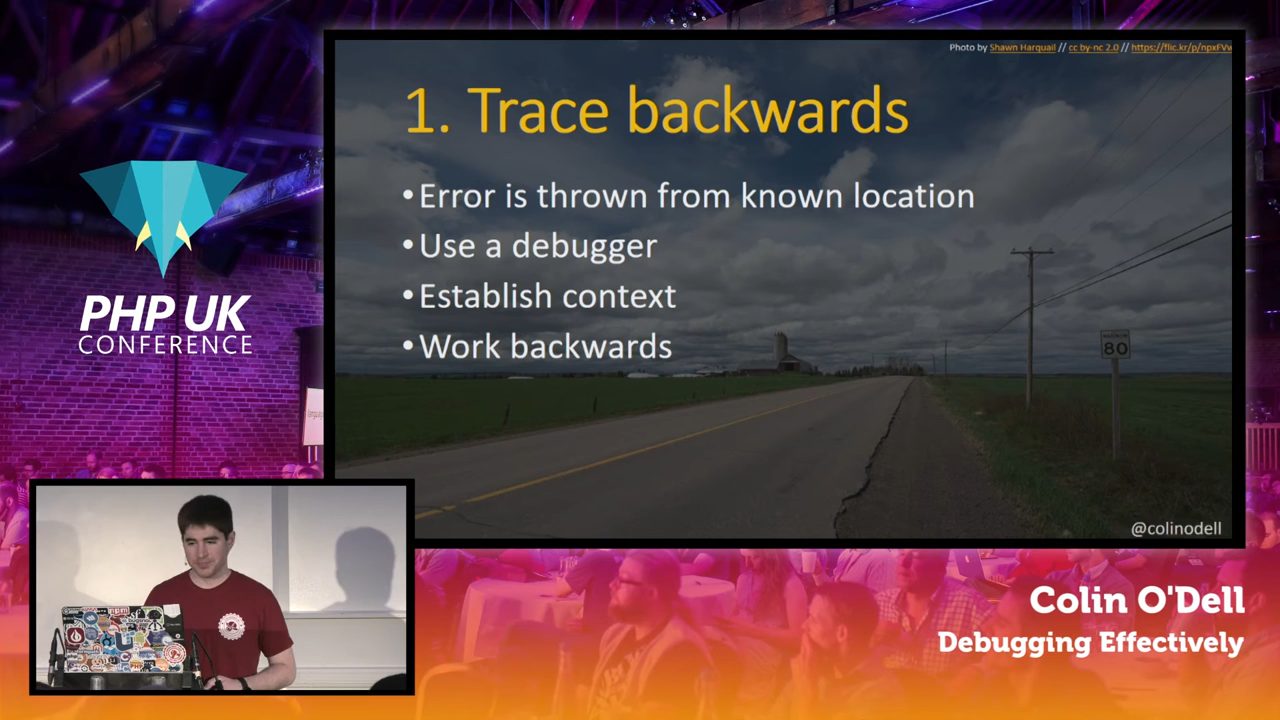 Photo by Shawn Harquail // cc by-nc 2.0 // https://flic.kr/p/npxFVw
1. Trace backwards
• Error is thrown from known location
• Use a debugger
• Establish context
• Work backwards
80
@colinodell
PHP UK
CONFERENCE
Colin O'Dell
Debugging Effectively